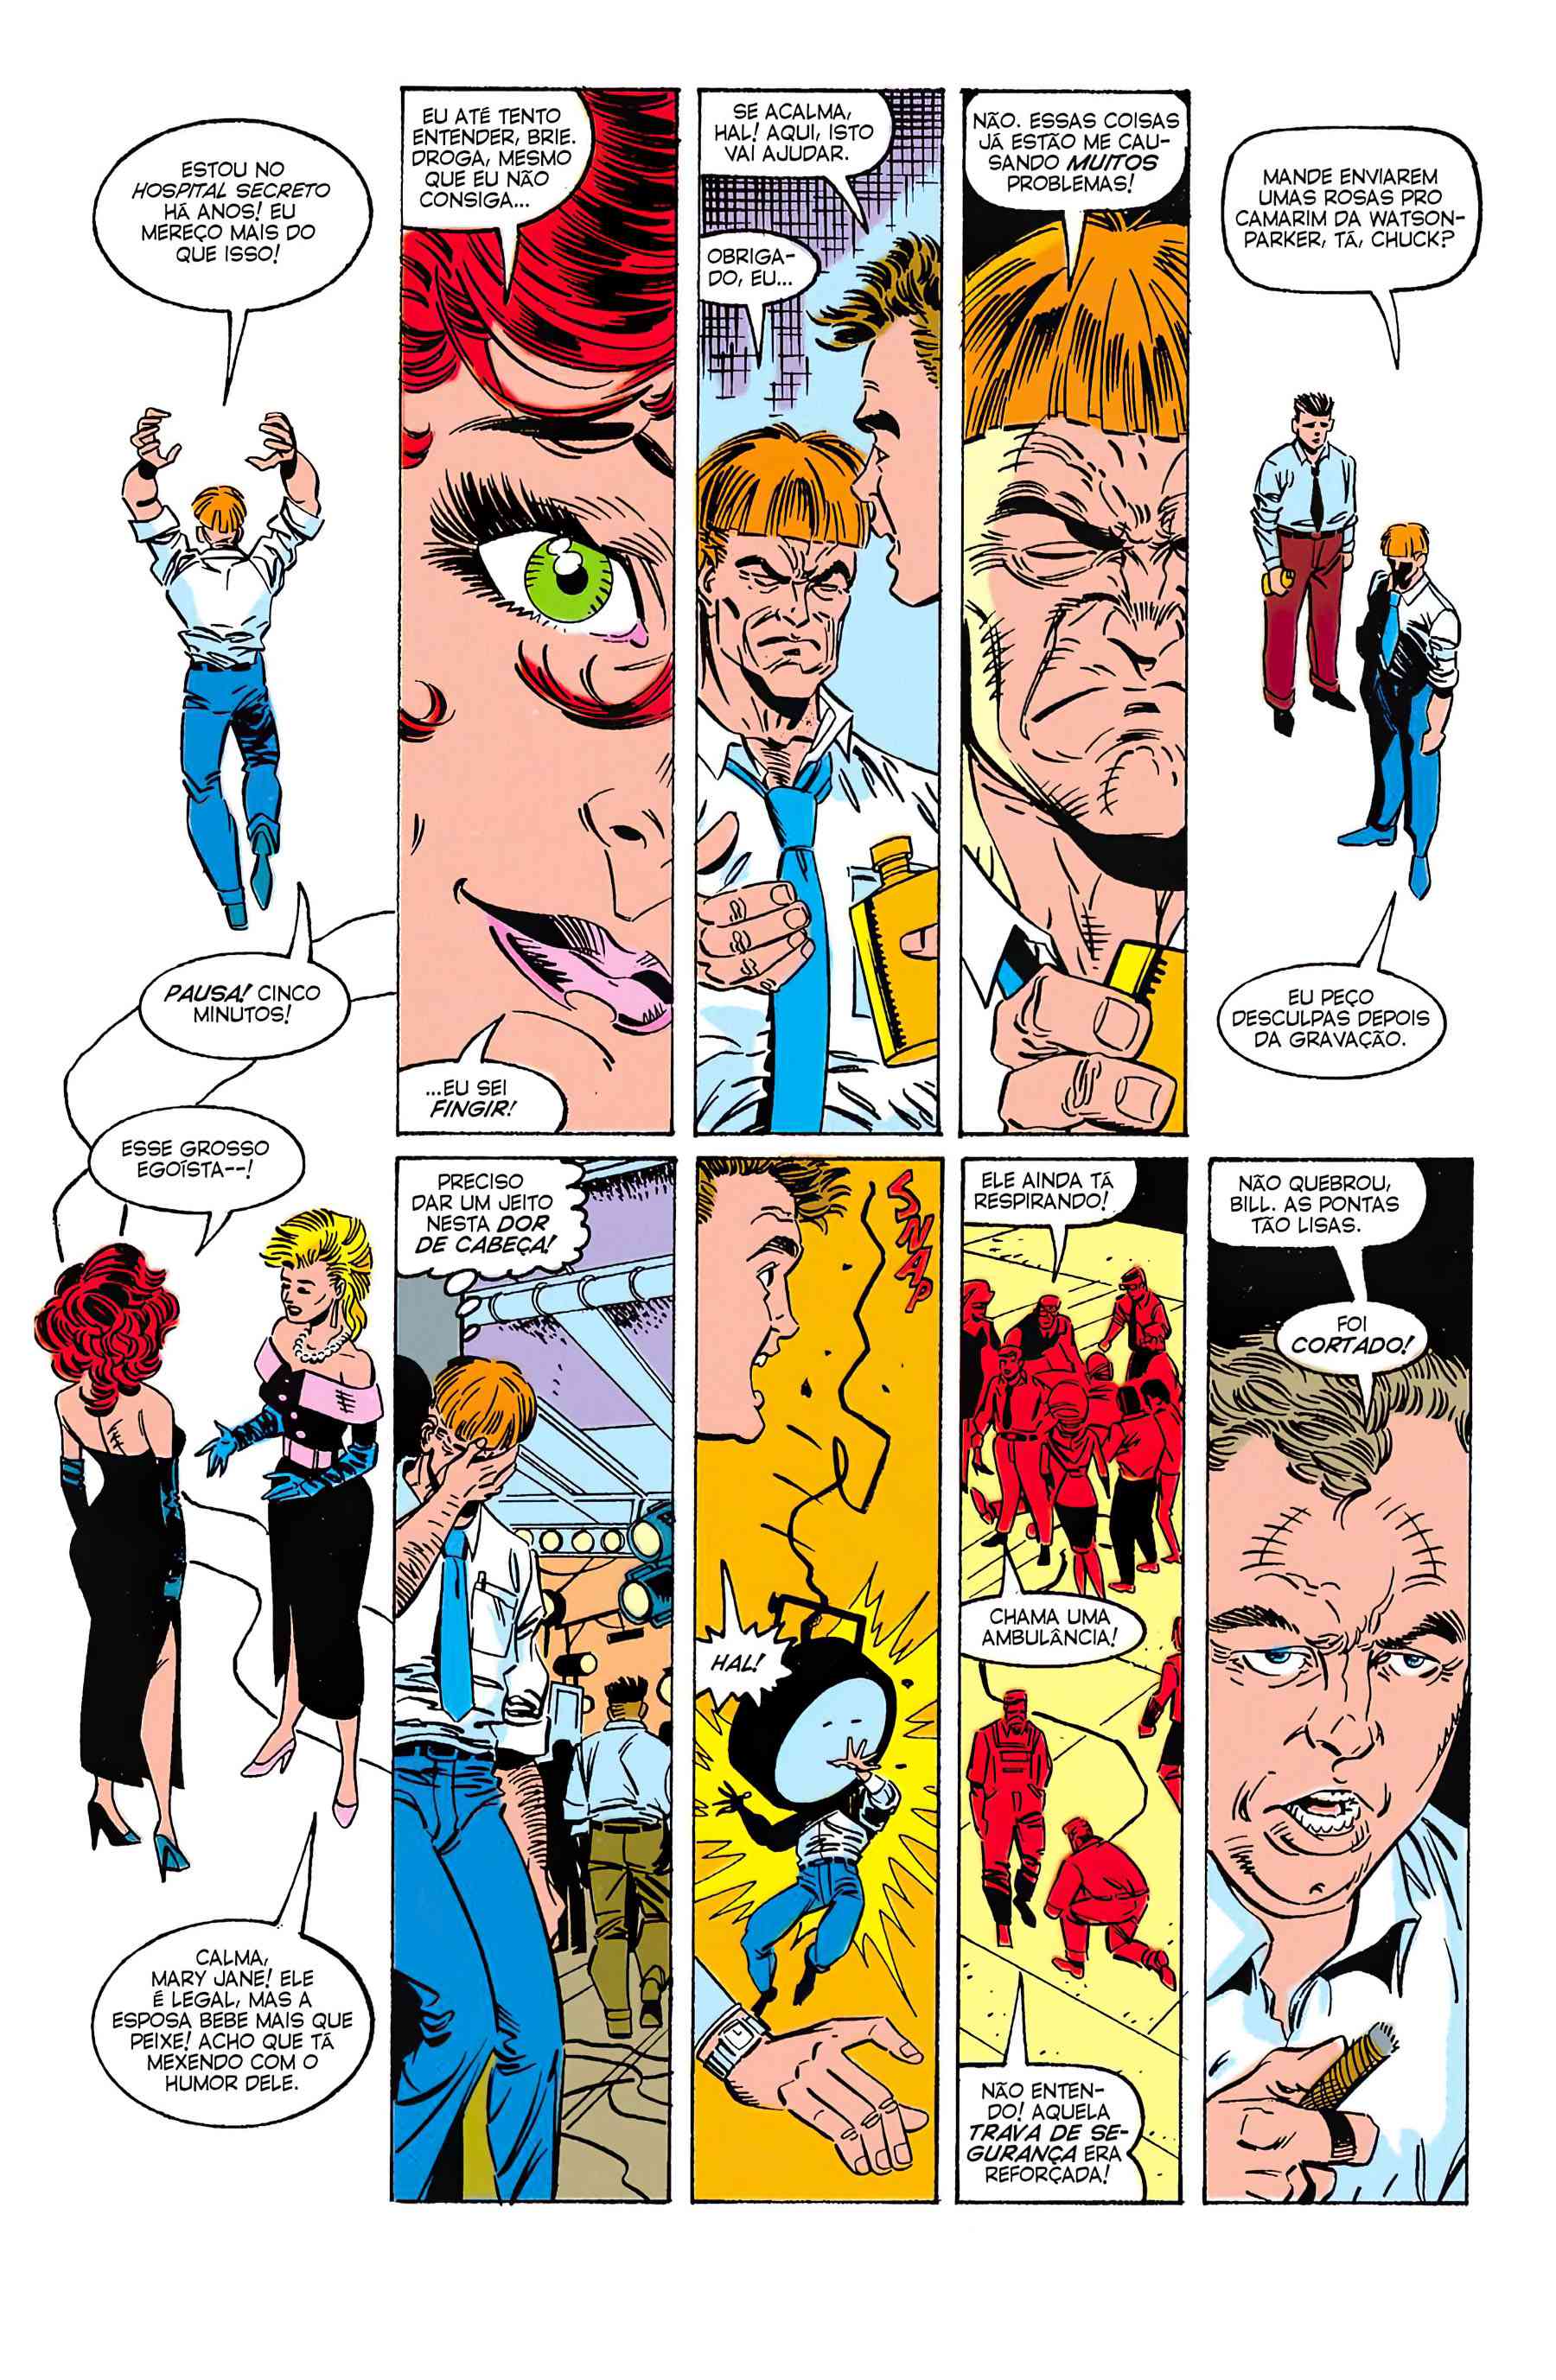 ESTOU NO
HOSPITAL SECRETO
HÁ ANOS! EU
MEREÇO MAIS DO
QUE ISSO!
PAUSA! CINCO
MINUTOS!
ESSE GROSSO
EGOÍSTA--!
CALMA,
MARY JANE! ELE
É LEGAL, MAS A
ESPOSA BEBE MAIS QUE
PEIXE! ACHO QUE TÁ
MEXENDO COM O
HUMOR DELE.
EU ATÉ TENTO
ENTENDER, BRIE.
DROGA, MESMO
QUE EU NÃO
CONSIGA...
...EU SEI
FINGIR!
SE ACALMA,
HAL! AQUI, ISTO
VAI AJUDAR.
OBRIGA-
DO, EU...
NÃO. ESSAS COISAS
JÁ ESTÃO ME CAU-
SANDO MUITOS
PROBLEMAS!
MANDE ENVIAREM
UMAS ROSAS PRO
CAMARIM DA WATSON-
PARKER, TÁ, CHUCK?
EU PEÇO
DESCULPAS DEPOIS
DA GRAVAÇÃO.
PRECISO
DAR UM JEITO
NESTA DOR
DE CABEÇA!
SNAP
HAL!
ELE AINDA TÁ
RESPIRANDO!
CHAMA UMA
AMBULÂNCIA!
NÃO ENTEN-
DO! AQUELA
TRAVA DE SE-
GURANÇA ERA
REFORÇADA!
NÃO QUEBROU,
BILL. AS PONTAS
TÃO LISAS.
FOI
CORTADO!